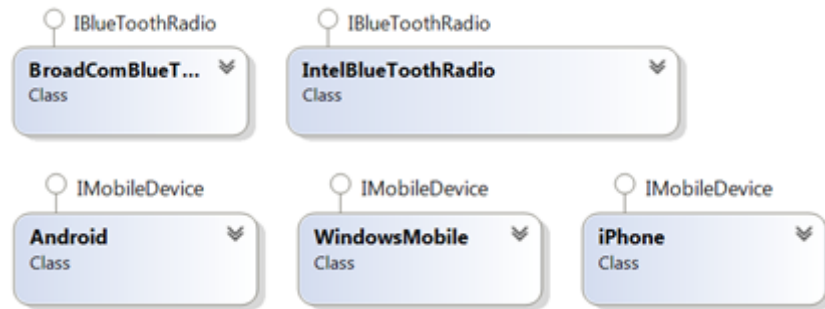 IBlueToothRadio IBlueToothRadio
BroadComBlueT... IntelBlueToothRadio
Class Class
IMobileDevice IMobileDevice IMobileDevice
Android WindowsMobile iPhone
Class Class Class